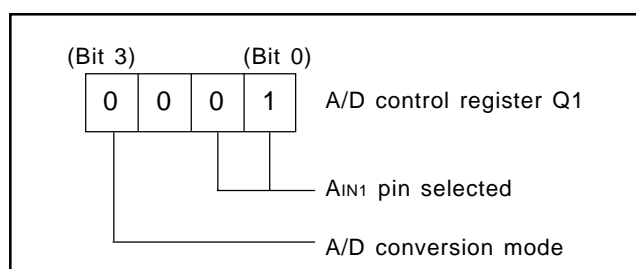 (Bit 3) (Bit 0)
0 0 0 1 A/D control register Q1
AIN1 pin selected
A/D conversion mode